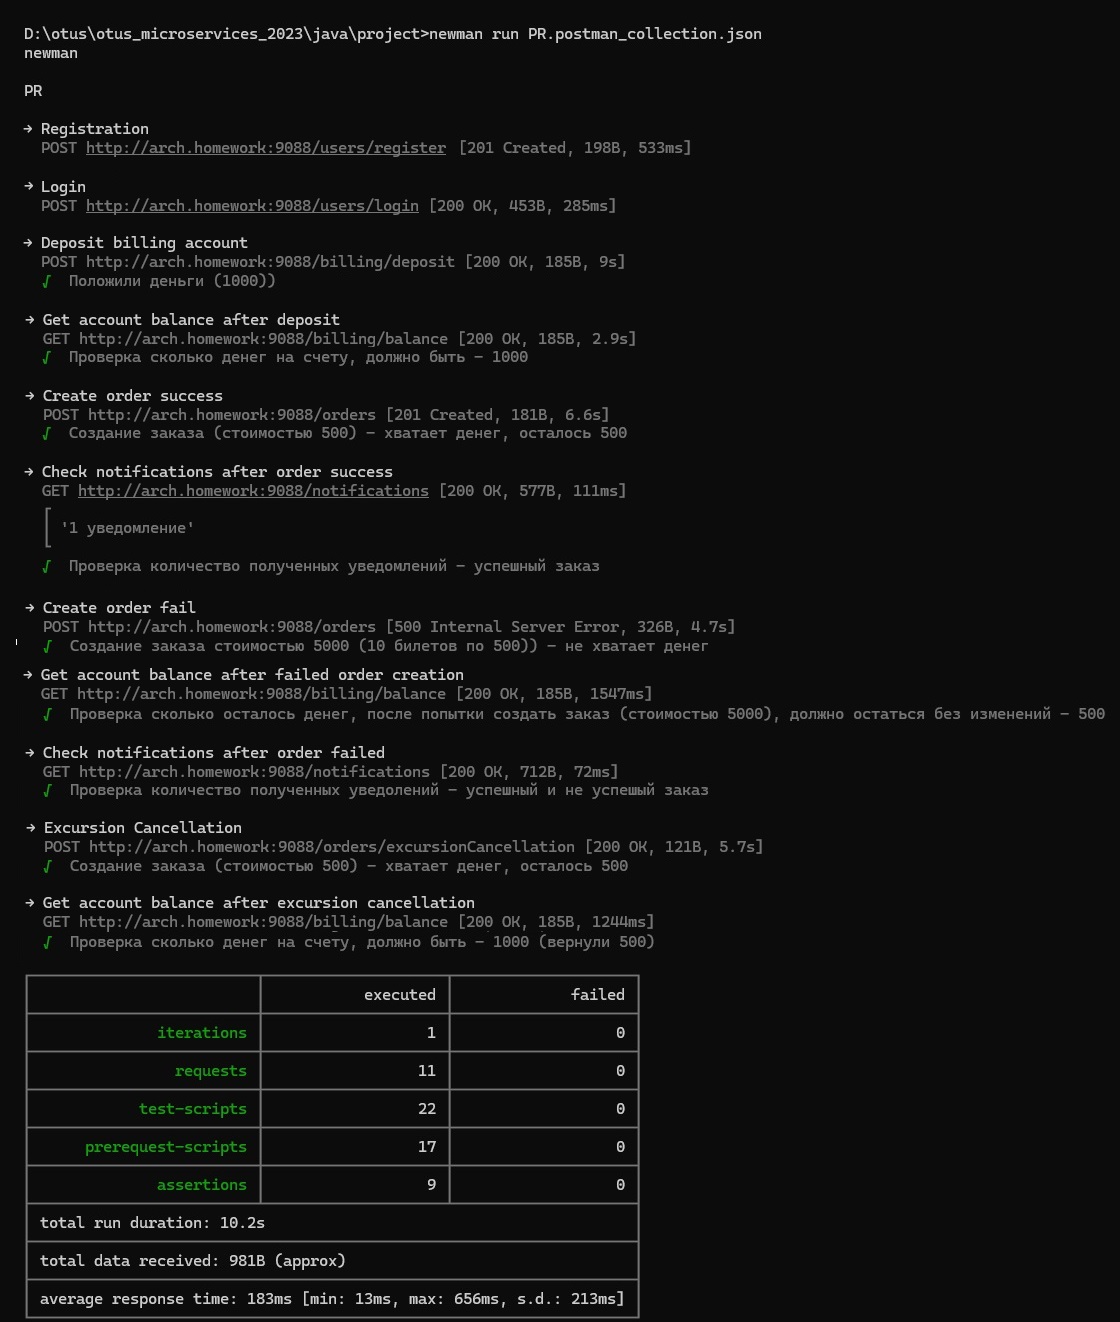 D:\otus\otus_microservices_2023\java\project>newman run PR.postman_collection.json
newman
PR
→ Registration
POST http://arch.homework:9088/users/register [201 Created, 198B, 533ms]
→ Login
POST http://arch.homework:9088/users/login [200 OK, 453B, 285ms]
→ Deposit billing account
POST http://arch.homework:9088/billing/deposit [200 OK, 185B, 9s]
√ Положили деньги (1000))
→ Get account balance after deposit
GET http://arch.homework:9088/billing/balance [200 OK, 185B, 2.9s]
√ Проверка сколько денег на счету, должно быть – 1000
→ Create order success
POST http://arch.homework:9088/orders [201 Created, 181B, 6.6s]
√ Создание заказа (стоимостью 500) – хватает денег, осталось 500
→ Check notifications after order success
GET http://arch.homework:9088/notifications [200 OK, 577B, 111ms]
'1 уведомление'
√ Проверка количество полученных уведомлений – успешный заказ
→ Create order fail
POST http://arch.homework:9088/orders [500 Internal Server Error, 326B, 4.7s]
√ Создание заказа стоимостью 5000 (10 билетов по 500)) – не хватает денег
→ Get account balance after failed order creation
GET http://arch.homework:9088/billing/balance [200 OK, 185B, 1547ms]
√ Проверка сколько осталось денег, после попытки создать заказ (стоимостью 5000), должно остаться без изменений – 500
→ Check notifications after order failed
GET http://arch.homework:9088/notifications [200 OK, 712B, 72ms]
√ Проверка количество полученных уведолений – успешный и не успешый заказ
→ Excursion Cancellation
POST http://arch.homework:9088/orders/excursionCancellation [200 OK, 121B, 5.7s]
√ Создание заказа (стоимостью 500) – хватает денег, осталось 500
→ Get account balance after excursion cancellation
GET http://arch.homework:9088/billing/balance [200 OK, 185B, 1244ms]
√ Проверка сколько денег на счету, должно быть – 1000 (вернули 500)
executed failed
iterations 1 0
requests 11 0
test-scripts 22 0
prerequest-scripts 17 0
assertions 9 0
total run duration: 10.2s
total data received: 981B (approx)
average response time: 183ms [min: 13ms, max: 656ms, s.d.: 213ms]